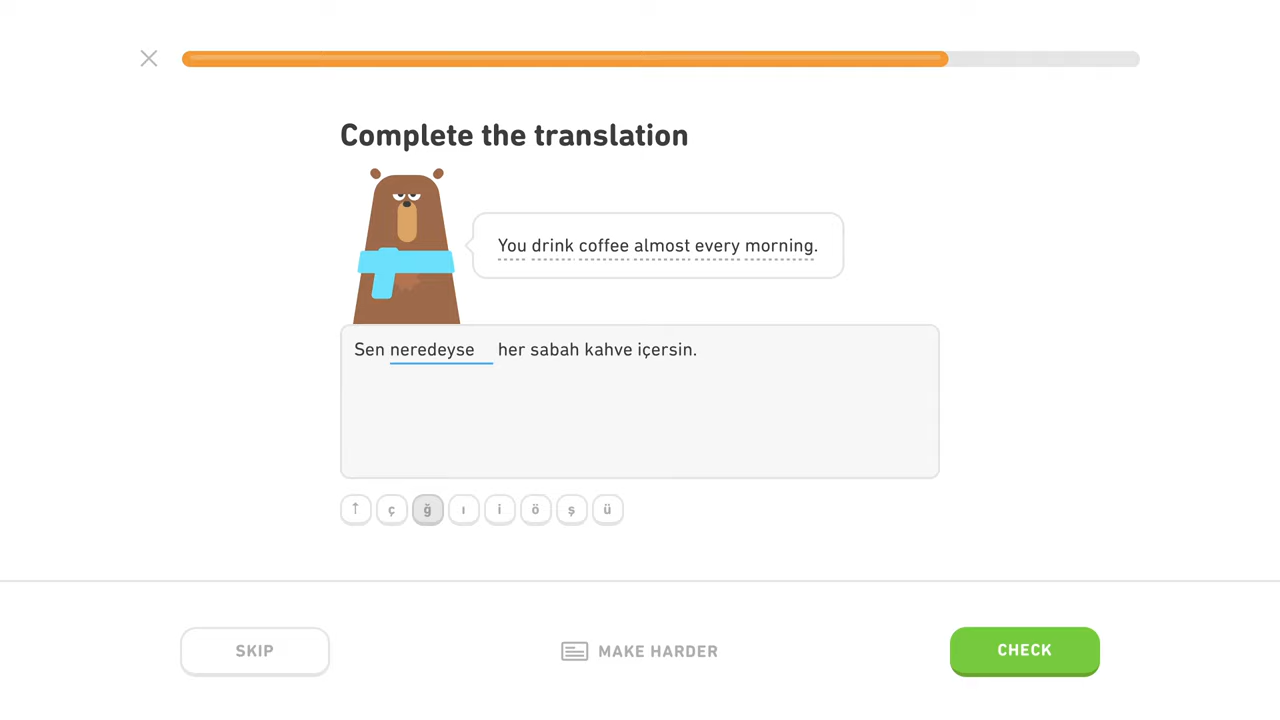 Complete the translation
You drink coffee almost every morning.
Sen neredeyse her sabah kahve içersin.
↑ ç ğ ı i ö ş ü
SKIP
MAKE HARDER
CHECK